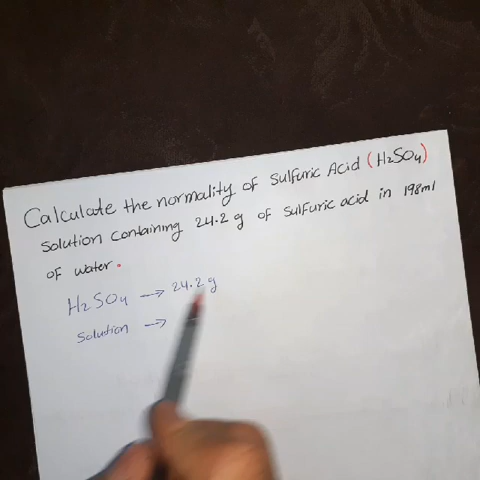 Calculate the normality of Sulfuric Acid (H₂SO₄)
Solution containing 24.2 g of Sulfuric acid in 198ml
of water.
H₂SO₄ → 24.2 g
Solution →